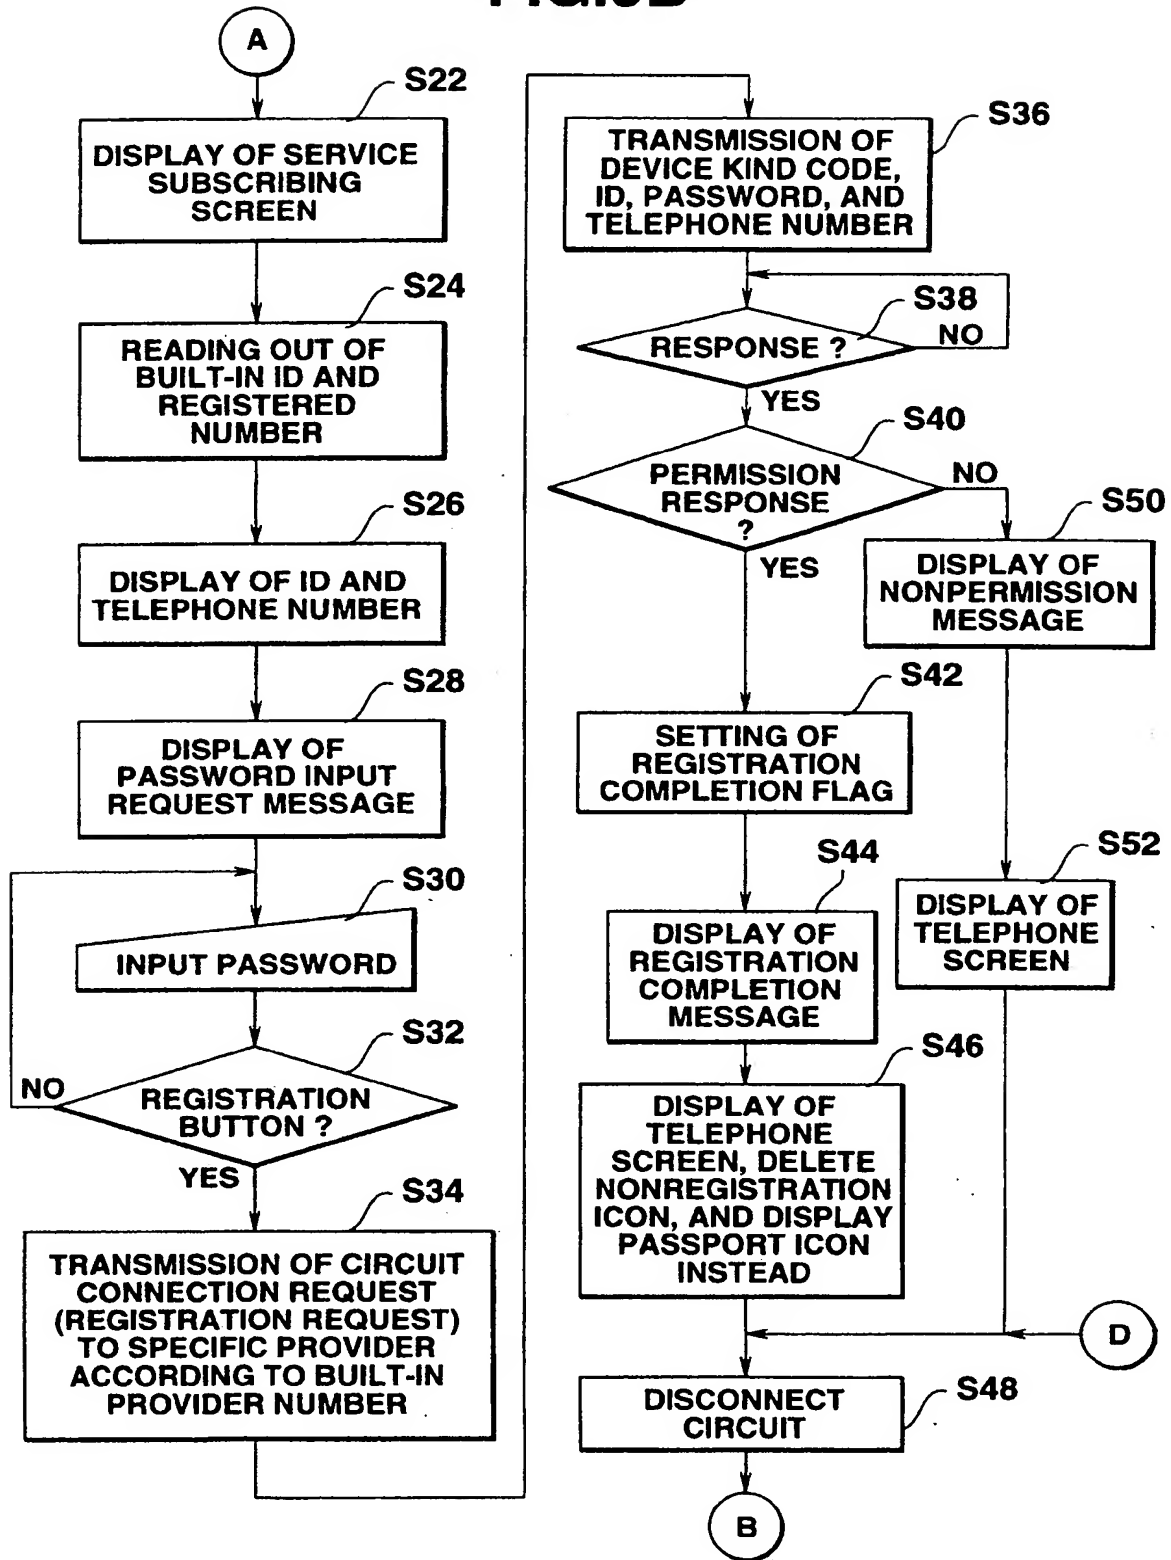 A
S22
DISPLAY OF SERVICE
SUBSCRIBING
SCREEN
S24
READING OUT OF
BUILT-IN ID AND
REGISTERED
NUMBER
S26
DISPLAY OF ID AND
TELEPHONE NUMBER
S28
DISPLAY OF
PASSWORD INPUT
REQUEST MESSAGE
S30
INPUT PASSWORD
S32
NO
REGISTRATION
BUTTON ?
YES
S34
TRANSMISSION OF CIRCUIT
CONNECTION REQUEST
(REGISTRATION REQUEST)
TO SPECIFIC PROVIDER
ACCORDING TO BUILT-IN
PROVIDER NUMBER
S36
TRANSMISSION OF
DEVICE KIND CODE,
ID, PASSWORD, AND
TELEPHONE NUMBER
S38
RESPONSE ?
NO
YES
S40
PERMISSION
RESPONSE
?
NO
YES
S50
DISPLAY OF
NONPERMISSION
MESSAGE
S42
SETTING OF
REGISTRATION
COMPLETION FLAG
S44
DISPLAY OF
REGISTRATION
COMPLETION
MESSAGE
S52
DISPLAY OF
TELEPHONE
SCREEN
S46
DISPLAY OF
TELEPHONE
SCREEN, DELETE
NONREGISTRATION
ICON, AND DISPLAY
PASSPORT ICON
INSTEAD
D
S48
DISCONNECT
CIRCUIT
B